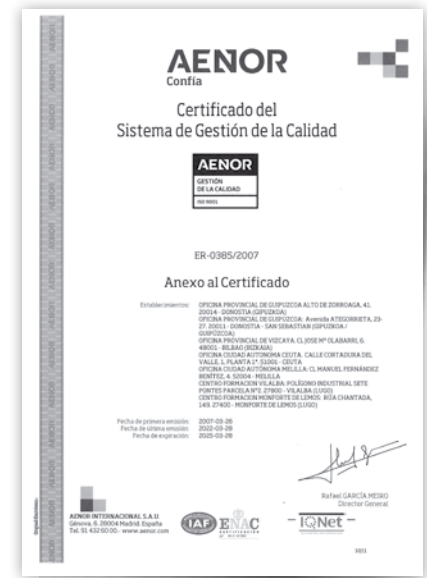 AENOR
Confía
Certificado del
Sistema de Gestión de la Calidad
AENOR
GESTIÓN
DE LA CALIDAD
ISO 9001
ER-0385/2007
Anexo al Certificado
Establecimientos: OFICINA PROVINCIAL DE GUIPUZCOA ALTO DE ZORROAGA, 41.
20014 - DONOSTIA (GIPUZKOA)
OFICINA PROVINCIAL DE GUIPÚZCOA: Avenida ATEGORRIETA, 23-
27. 20011 - DONOSTIA - SAN SEBASTIAN (GIPUZKOA /
GUIPÚZCOA)
OFICINA PROVINCIAL DE VIZCAYA. CL JOSE Mº OLABARRI, 6.
48001 - BILBAO (BIZKAIA)
OFICINA CIUDAD AUTONOMA CEUTA. CALLE CORTADURA DEL
VALLE, 1, PLANTA 1ª. 51001 - CEUTA
OFICINA CIUDAD AUTÓNOMA MELILLA: CL MANUEL FERNÁNDEZ
BENÍTEZ, 4. 52004 - MELILLA
CENTRO FORMACION VILALBA: POLÍGONO INDUSTRIAL SETE
PONTES PARCELA Nº2. 27800 - VILALBA (LUGO)
CENTRO FORMACION MONFORTE DE LEMOS: RÚA CHANTADA,
149. 27400 - MONFORTE DE LEMOS (LUGO)
Fecha de primera emisión: 2007-03-26
Fecha de última emisión: 2022-03-28
Fecha de expiración: 2025-03-28
Rafael GARCÍA MEIRO
Director General
AENOR INTERNACIONAL S.A.U.
Génova, 6. 28004 Madrid. España
Tel. 91 432 60 00.- www.aenor.com
IAF
ENAC
CERTIFICACIÓN
- IQNet -